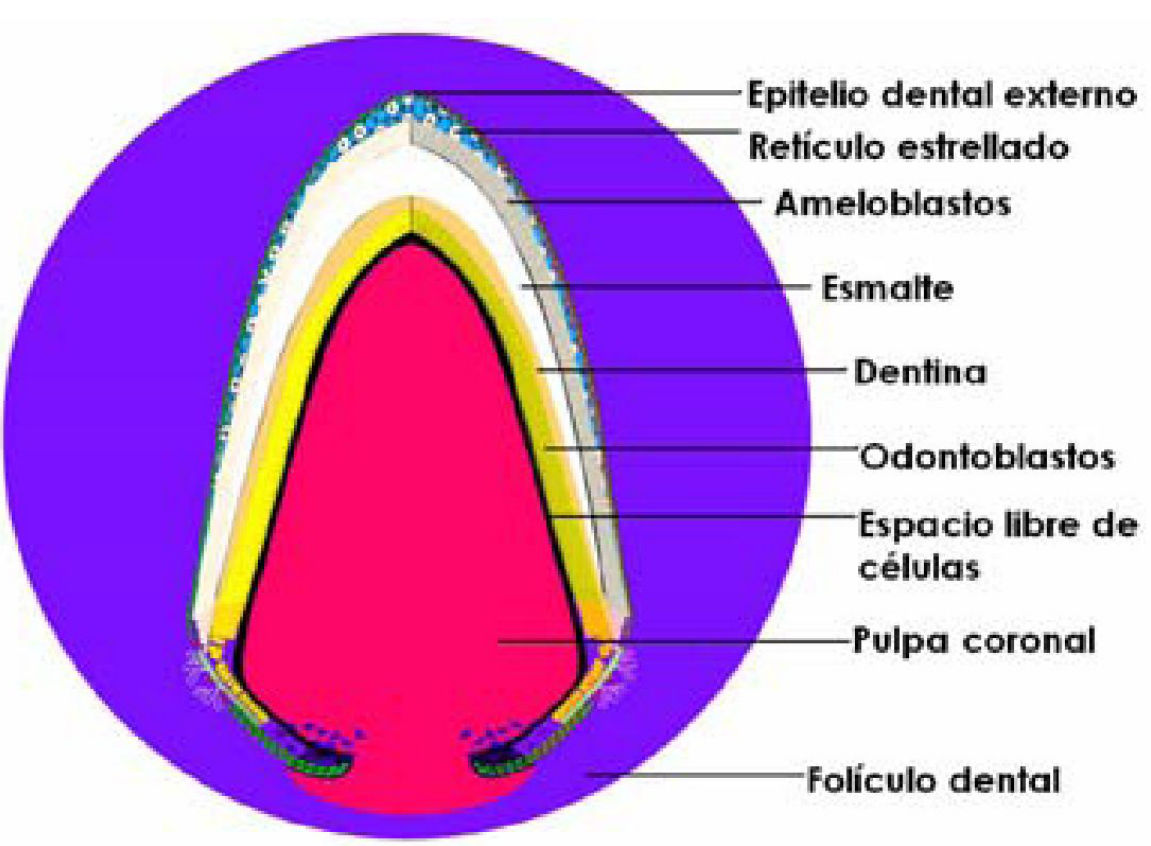 Epitelio dental externo
Retículo estrellado
Ameloblastos
Esmalte
Dentina
Odontoblastos
Espacio libre de
células
Pulpa coronal
Folículo dental